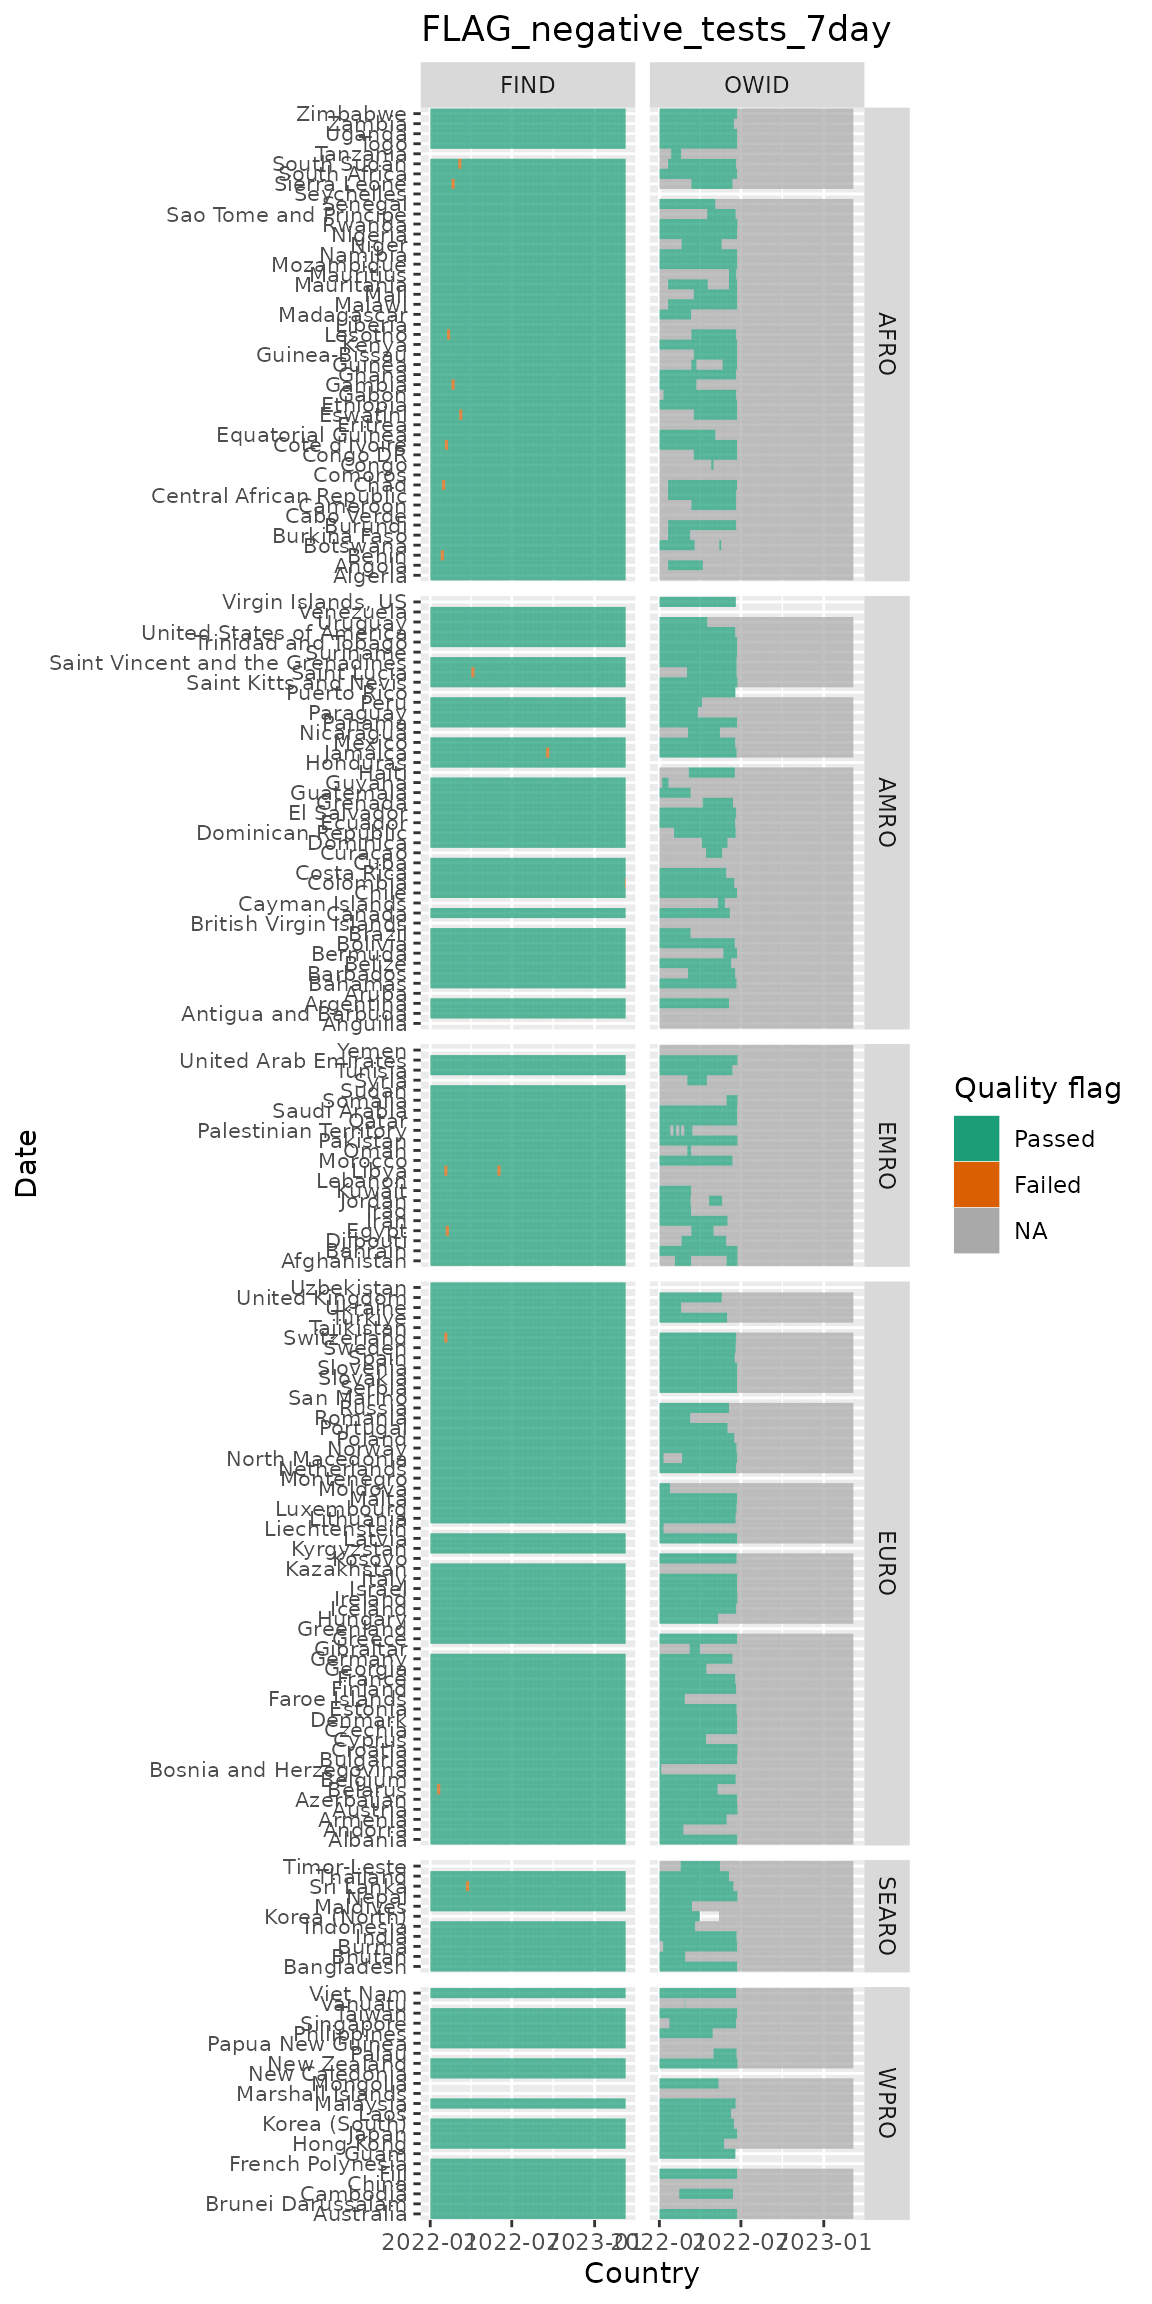 FLAG_negative_tests_7day
FIND
OWID
Zimbabwe
Zambia
Uganda
Togo
Tanzania
South Sudan
South Africa
Sierra Leone
Seychelles
Senegal
Sao Tome and Principe
Rwanda
Nigeria
Niger
Namibia
Mozambique
Mauritius
Mauritania
Mali
Malawi
Madagascar
Liberia
Lesotho
Kenya
Guinea-Bissau
Guinea
Ghana
Gambia
Gabon
Ethiopia
Eswatini
Eritrea
Equatorial Guinea
Cote d'Ivoire
Congo DR
Congo
Comoros
Chad
Central African Republic
Cameroon
Cabo Verde
Burundi
Burkina Faso
Botswana
Benin
Angola
Algeria
AFRO
Virgin Islands, US
Venezuela
Uruguay
United States of America
Trinidad and Tobago
Suriname
Saint Vincent and the Grenadines
Saint Lucia
Saint Kitts and Nevis
Puerto Rico
Peru
Paraguay
Panama
Nicaragua
Mexico
Jamaica
Honduras
Haiti
Guyana
Guatemala
Grenada
El Salvador
Ecuador
Dominican Republic
Dominica
Curacao
Cuba
Costa Rica
Colombia
Chile
Cayman Islands
Canada
British Virgin Islands
Brazil
Bolivia
Bermuda
Belize
Barbados
Bahamas
Aruba
Argentina
Antigua and Barbuda
Anguilla
AMRO
Yemen
United Arab Emirates
Tunisia
Syria
Sudan
Somalia
Saudi Arabia
Qatar
Palestinian Territory
Pakistan
Oman
Morocco
Libya
Lebanon
Kuwait
Jordan
Iraq
Iran
Egypt
Djibouti
Bahrain
Afghanistan
EMRO
Uzbekistan
United Kingdom
Ukraine
Türkiye
Tajikistan
Switzerland
Sweden
Spain
Slovenia
Slovakia
Serbia
San Marino
Russia
Romania
Portugal
Poland
Norway
North Macedonia
Netherlands
Montenegro
Moldova
Malta
Luxembourg
Lithuania
Liechtenstein
Latvia
Kyrgyzstan
Kosovo
Kazakhstan
Italy
Israel
Ireland
Iceland
Hungary
Greenland
Greece
Gibraltar
Germany
Georgia
France
Finland
Faroe Islands
Estonia
Denmark
Czechia
Cyprus
Croatia
Bulgaria
Bosnia and Herzegovina
Belgium
Belarus
Azerbaijan
Austria
Armenia
Andorra
Albania
EURO
Timor-Leste
Thailand
Sri Lanka
Nepal
Maldives
Korea (North)
Indonesia
India
Burma
Bhutan
Bangladesh
SEARO
Viet Nam
Vanuatu
Taiwan
Singapore
Philippines
Papua New Guinea
Palau
New Zealand
New Caledonia
Mongolia
Marshall Islands
Malaysia
Laos
Korea (South)
Japan
Hong Kong
Guam
French Polynesia
Fiji
China
Cambodia
Brunei Darussalam
Australia
WPRO
2022-01 2022-07 2023-01 2022-01 2022-07 2023-01
Country
Date
Quality flag
Passed
Failed
NA